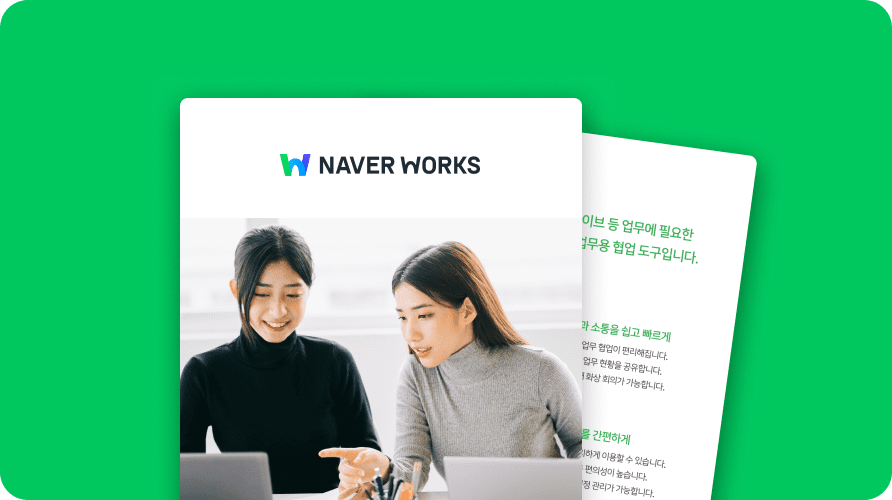 NAVER WORKS
이브 등 업무에 필요한
업무용 협업 도구입니다.
소통을 쉽고 빠르게
업무 협업이 편리해집니다.
업무 현황을 공유합니다.
화상 회의가 가능합니다.
를 간편하게
하게 이용할 수 있습니다.
편의성이 높습니다.
관리가 가능합니다.